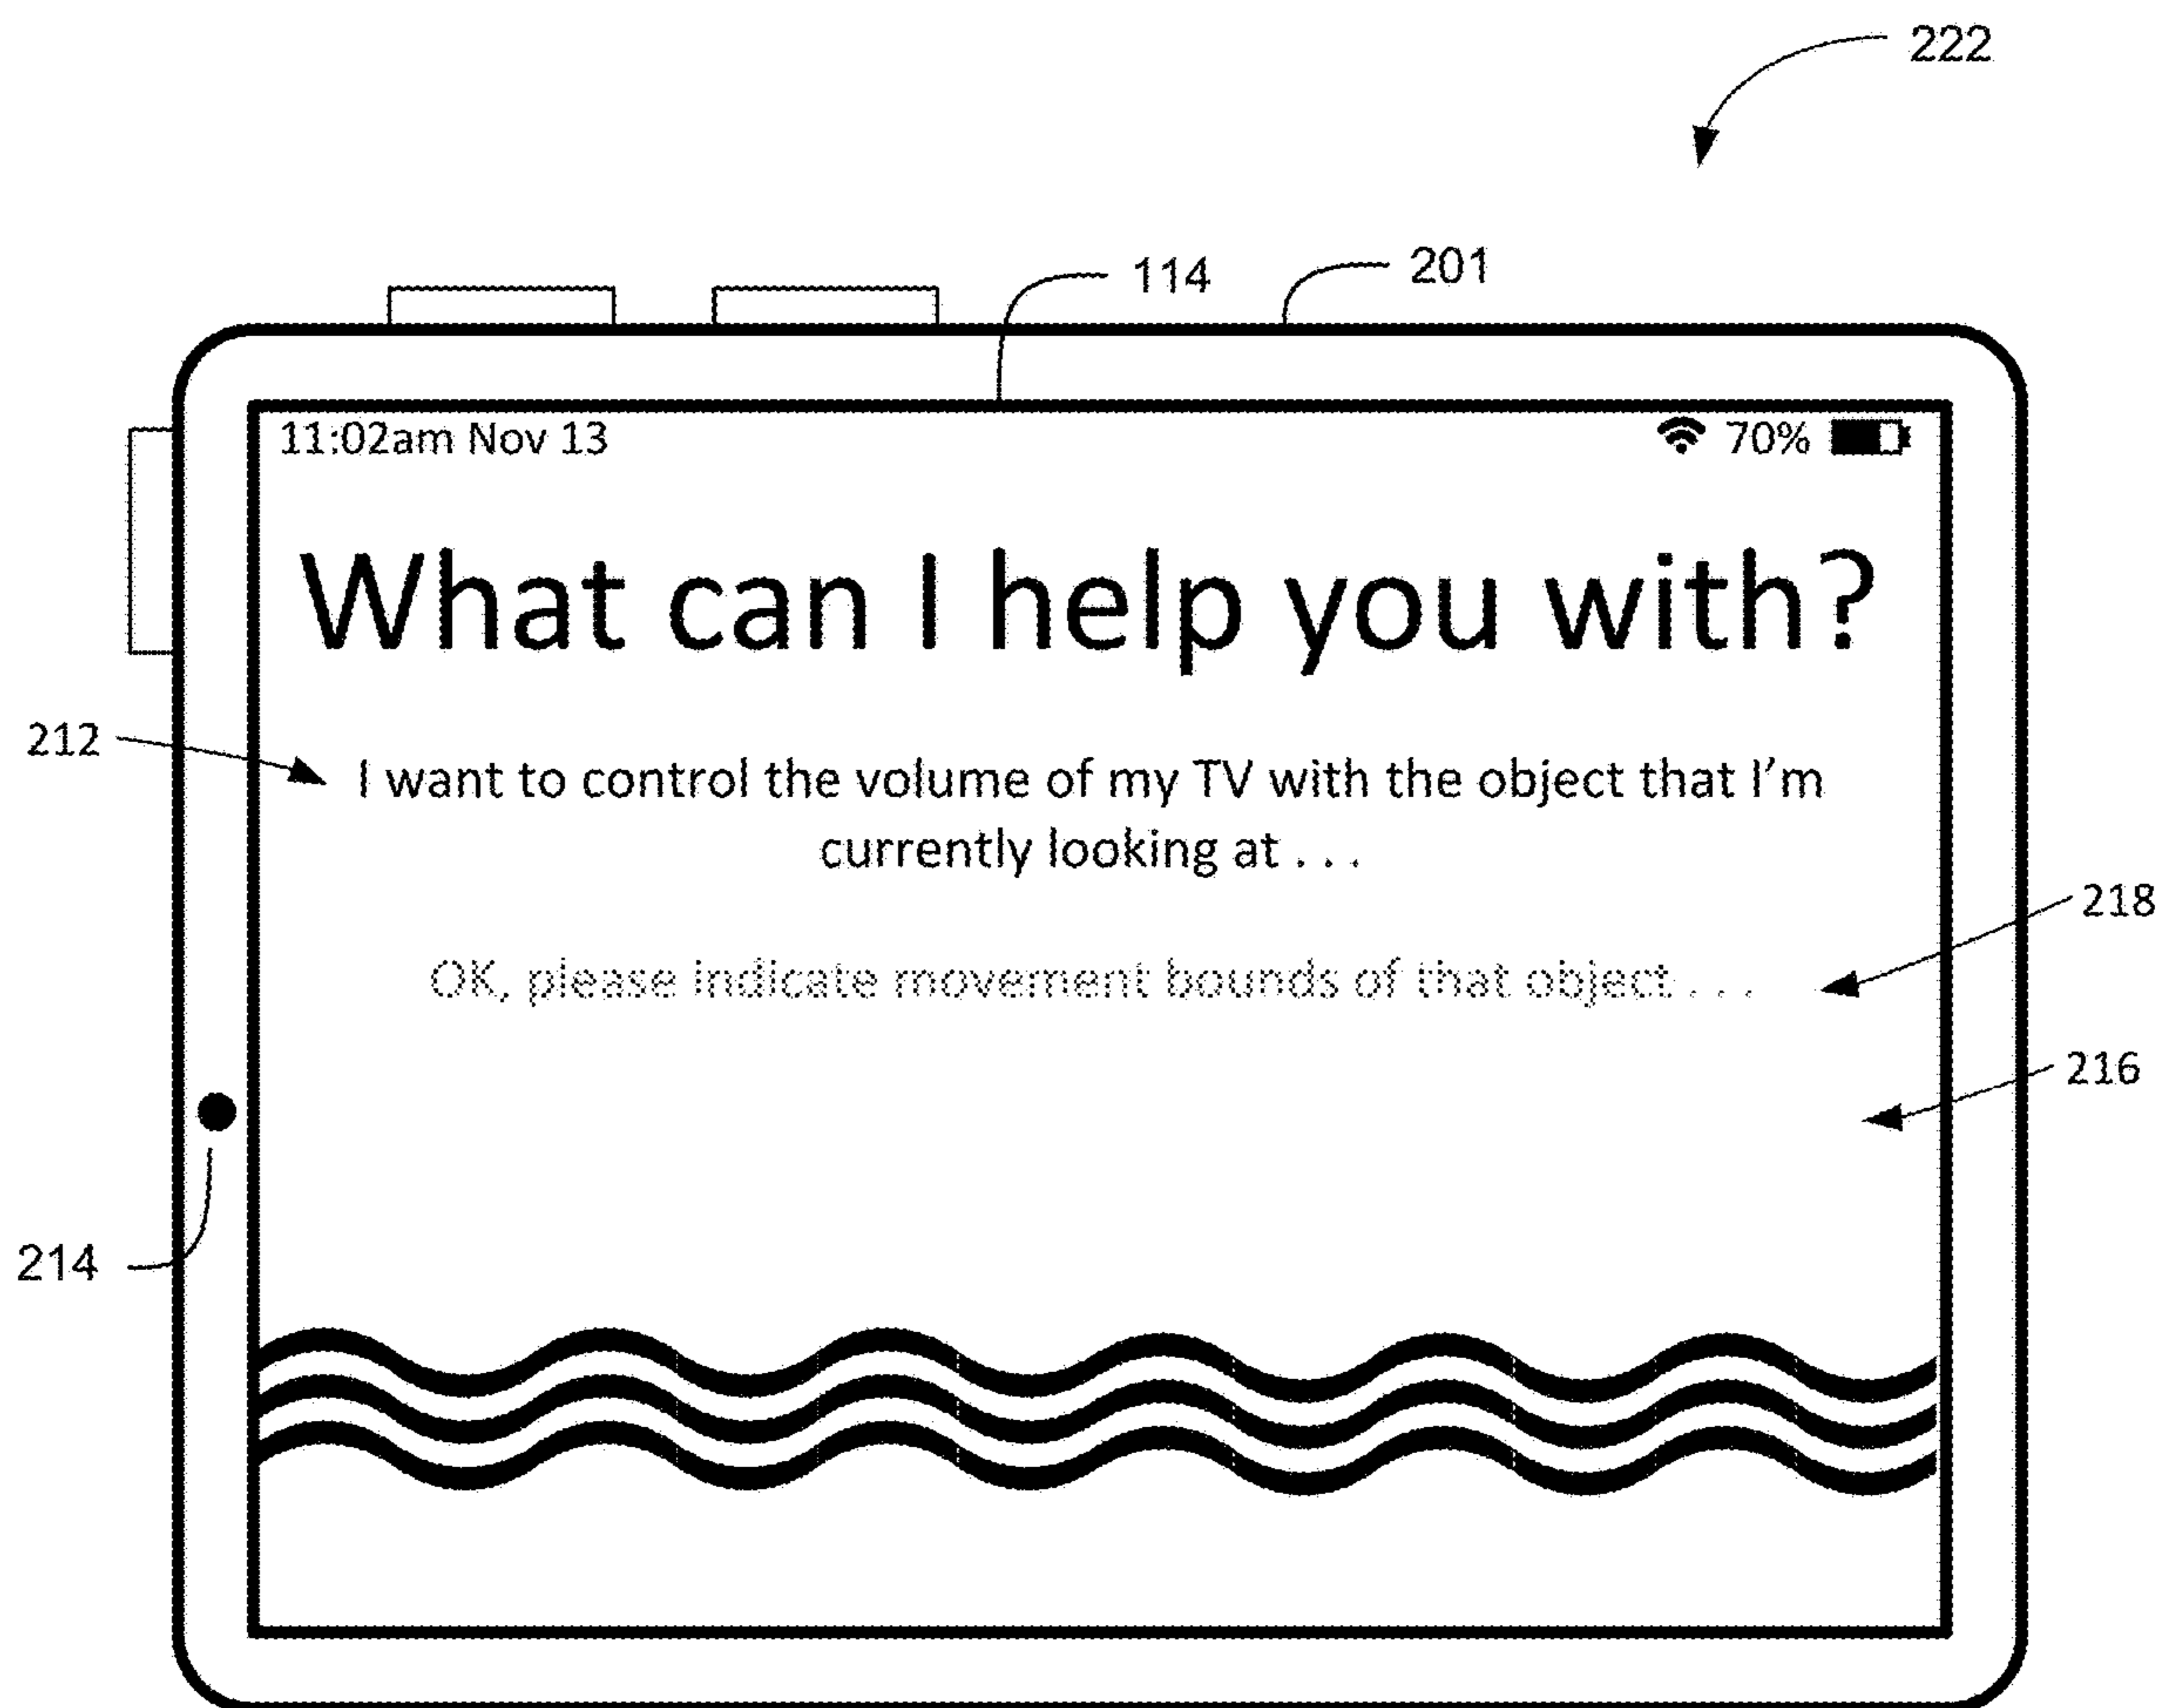 222
114
201
11:02am Nov 13 70%
What can I help you with?
212
I want to control the volume of my TV with the object that I’m
currently looking at . . .
218
OK, please indicate movement bounds of that object . . .
216
214